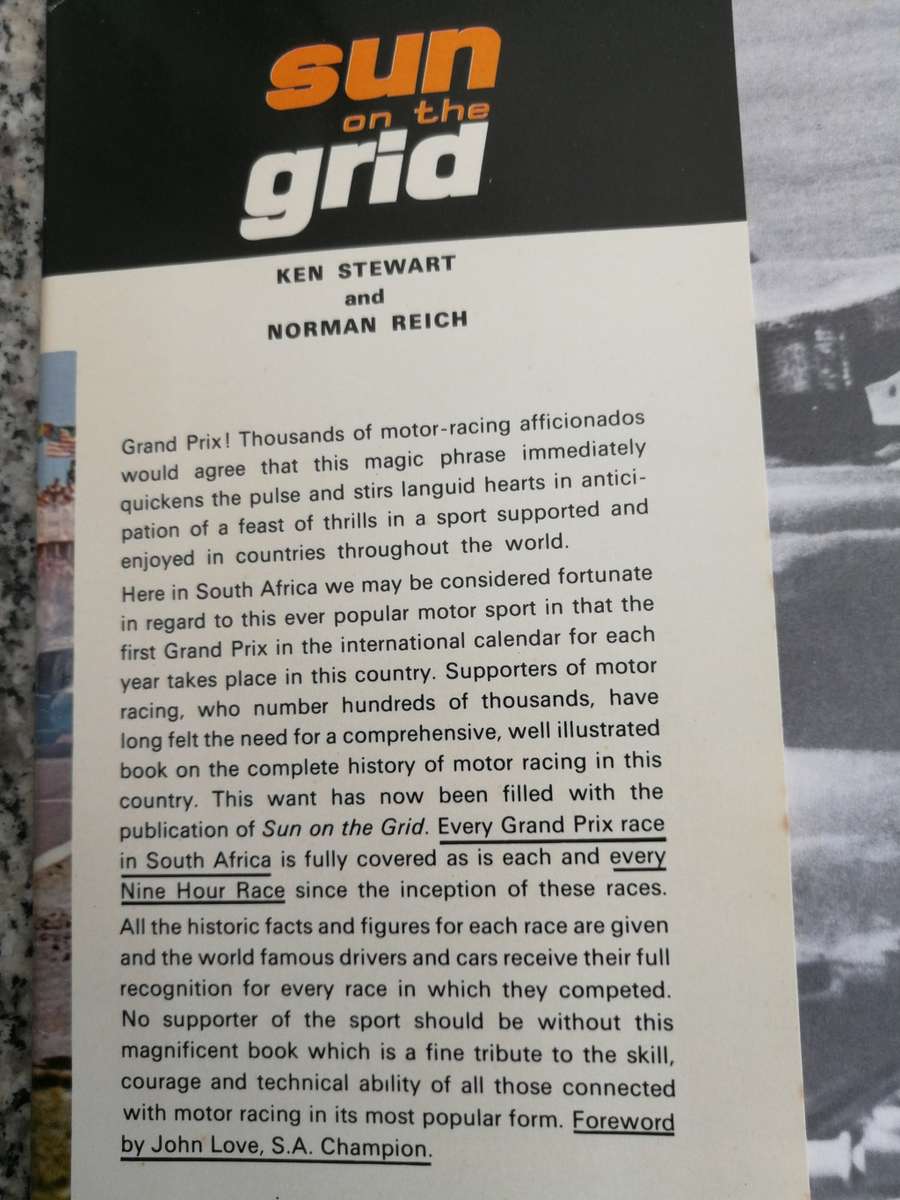 sun
on the
grid
KEN STEWART
and
NORMAN REICH
Grand Prix! Thousands of motor-racing afficionados
would agree that this magic phrase immediately
quickens the pulse and stirs languid hearts in antici-
pation of a feast of thrills in a sport supported and
enjoyed in countries throughout the world.
Here in South Africa we may be considered fortunate
in regard to this ever popular motor sport in that the
first Grand Prix in the international calendar for each
year takes place in this country. Supporters of motor
racing, who number hundreds of thousands, have
long felt the need for a comprehensive, well illustrated
book on the complete history of motor racing in this
country. This want has now been filled with the
publication of Sun on the Grid. Every Grand Prix race
in South Africa is fully covered as is each and every
Nine Hour Race since the inception of these races.
All the historic facts and figures for each race are given
and the world famous drivers and cars receive their full
recognition for every race in which they competed.
No supporter of the sport should be without this
magnificent book which is a fine tribute to the skill,
courage and technical ability of all those connected
with motor racing in its most popular form. Foreword
by John Love, S.A. Champion.